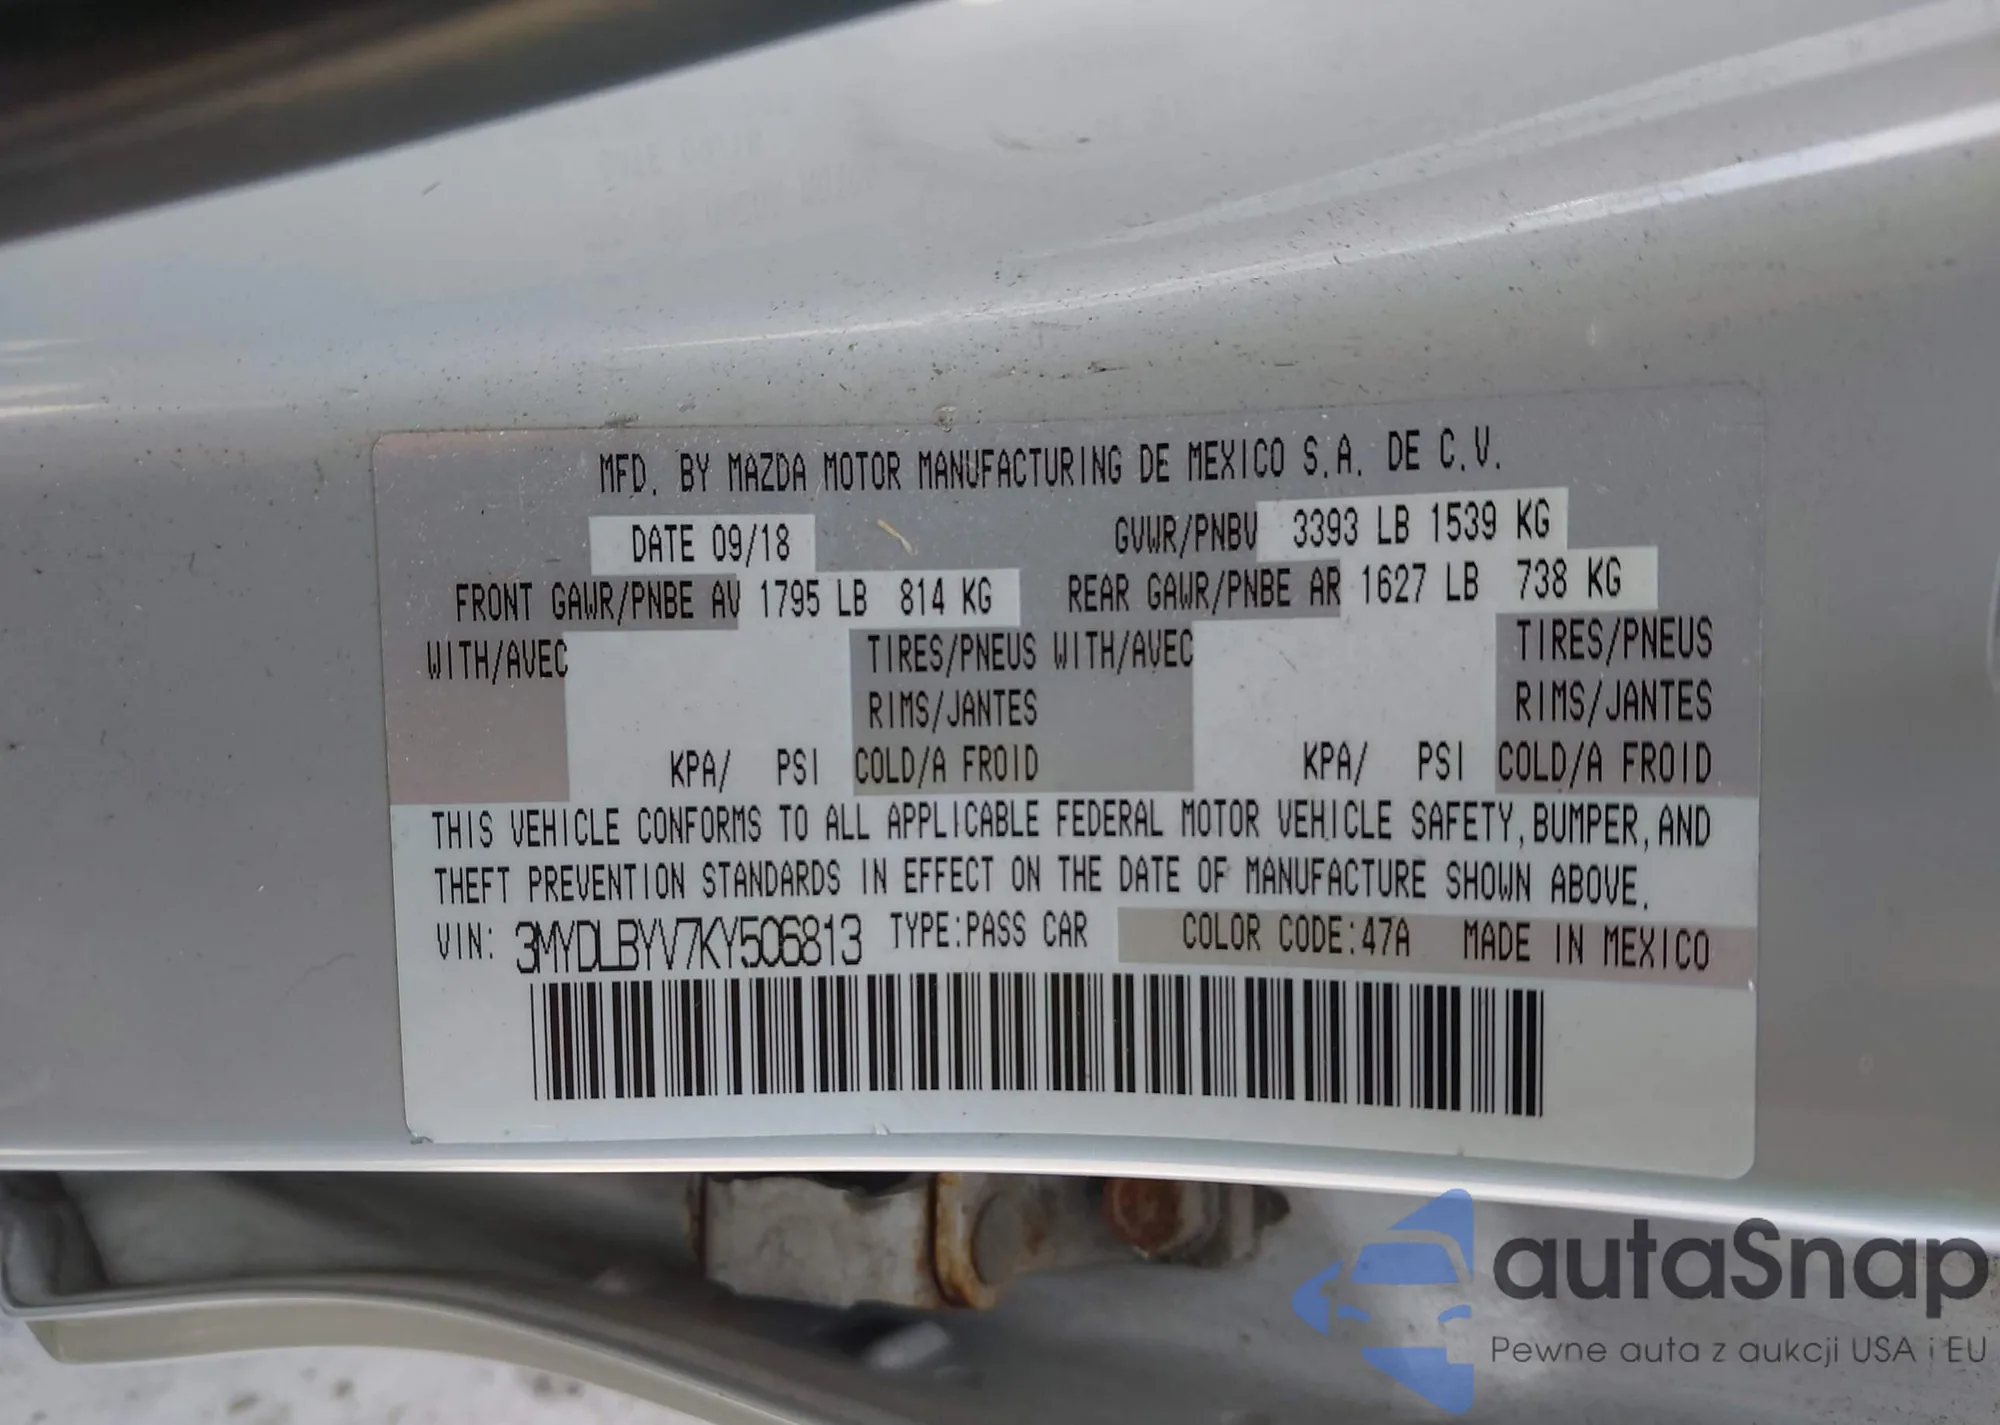 MFD. BY MAZDA MOTOR MANUFACTURING DE MEXICO S.A. DE C.V.
DATE 09/18 GVWR/PNBV 3393 LB 1539 KG
FRONT GAWR/PNBE AV 1795 LB 814 KG REAR GAWR/PNBE AR 1627 LB 738 KG
WITH/AVEC TIRES/PNEUS WITH/AVEC TIRES/PNEUS
RIMS/JANTES RIMS/JANTES
KPA/ PSI COLD/A FROID KPA/ PSI COLD/A FROID
THIS VEHICLE CONFORMS TO ALL APPLICABLE FEDERAL MOTOR VEHICLE SAFETY, BUMPER, AND
THEFT PREVENTION STANDARDS IN EFFECT ON THE DATE OF MANUFACTURE SHOWN ABOVE.
VIN: 3MYDLBYV7KY506813 TYPE:PASS CAR COLOR CODE:47A MADE IN MEXICO
autaSnap
Pewne auta z aukcji USA i EU